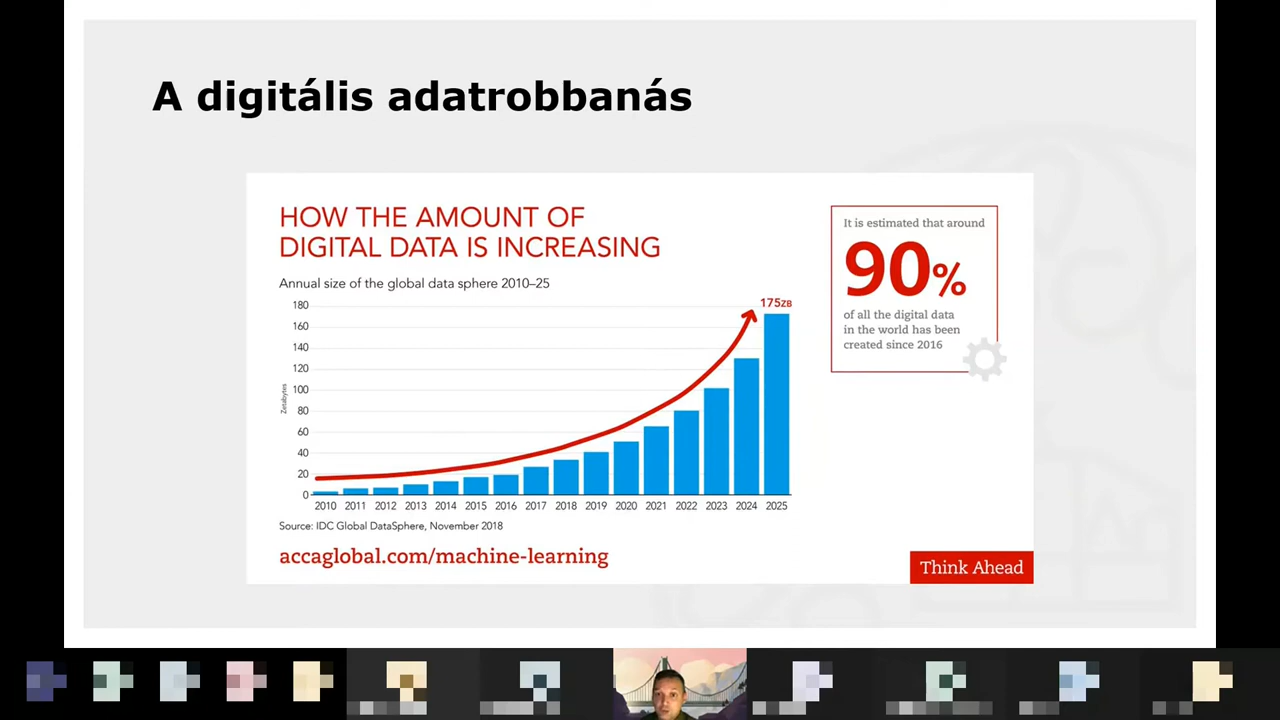 A digitális adatrobbanás
HOW THE AMOUNT OF
DIGITAL DATA IS INCREASING
Annual size of the global data sphere 2010–25
180
160
140
120
100
80
60
40
20
0
Zetabytes
175ZB
2010 2011 2012 2013 2014 2015 2016 2017 2018 2019 2020 2021 2022 2023 2024 2025
Source: IDC Global DataSphere, November 2018
accaglobal.com/machine-learning
It is estimated that around
90%
of all the digital data
in the world has been
created since 2016
Think Ahead